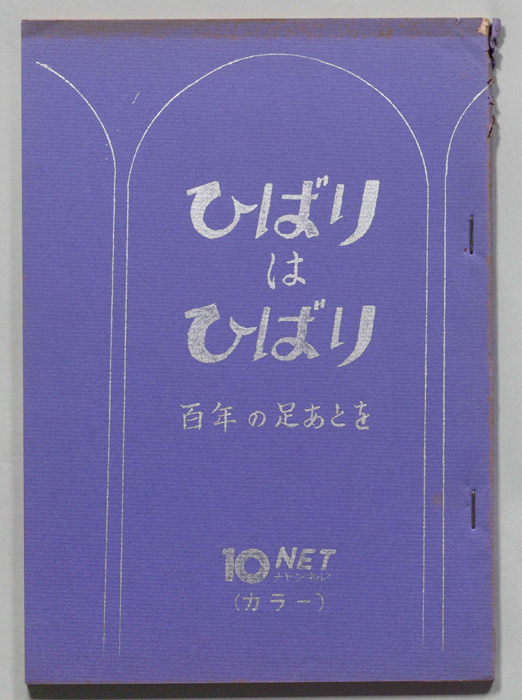 ひばり
は
ひばり
百年の足あとを
10 NET
チャンネル
(カラー)